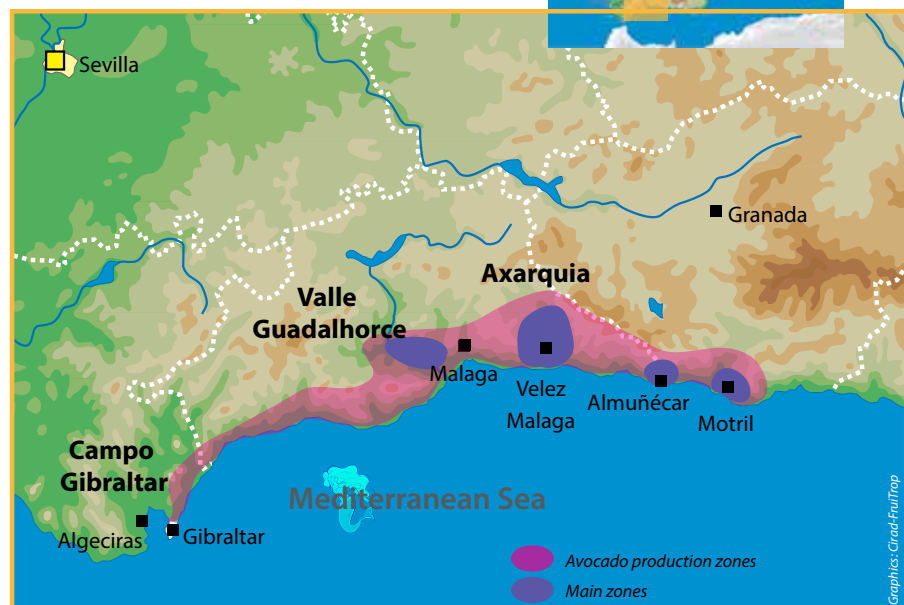 Sevilla
Granada
Axarquia
Valle
Guadalhorce
Malaga
Velez
Malaga
Almuñécar
Motril
Campo
Gibraltar
Mediterranean Sea
Algeciras
Gibraltar
Avocado production zones
Main zones
Graphics: Cirad-FruiTrop